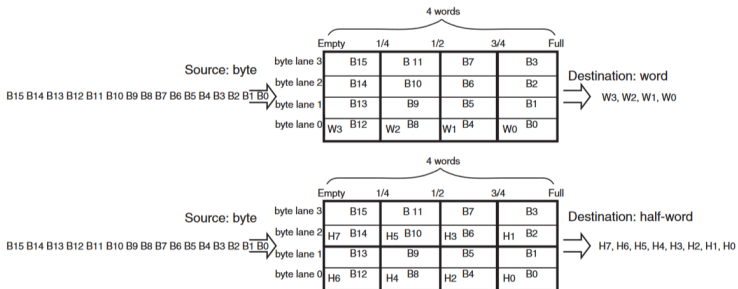 4 words
Empty 1/4 1/2 3/4 Full
byte lane 3 B15 B 11 B7 B3
Source: byte
Destination: word
byte lane 2 B14 B10 B6 B2
B15 B14 B13 B12 B11 B10 B9 B8 B7 B6 B5 B4 B3 B2 B1 B0
W3, W2, W1, W0
byte lane 1 B13 B9 B5 B1
byte lane 0 W3 B12 W2 B8 W1 B4 W0 B0
4 words
Empty 1/4 1/2 3/4 Full
byte lane 3 B15 B 11 B7 B3
Source: byte
Destination: half-word
byte lane 2 H7 B14 H5 B10 H3 B6 H1 B2
B15 B14 B13 B12 B11 B10 B9 B8 B7 B6 B5 B4 B3 B2 B1 B0
H7, H6, H5, H4, H3, H2, H1, H0
byte lane 1 B13 B9 B5 B1
byte lane 0 H6 B12 H4 B8 H2 B4 H0 B0